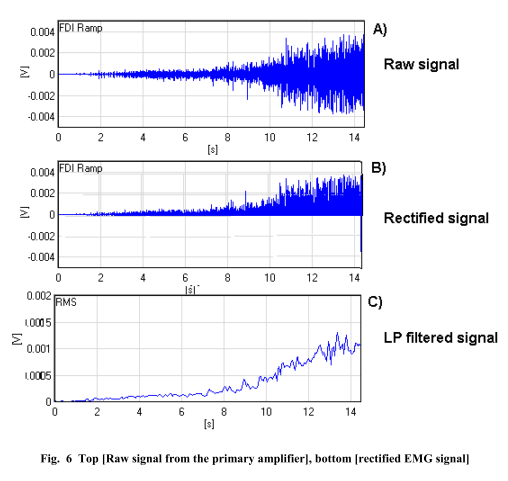 FDI Ramp
A)
0.004
0.002
0
-0.002
-0.004
[V]
Raw signal
0 2 4 6 8 10 12 14
[s]
FDI Ramp
B)
0.004
0.002
0
-0.002
-0.004
[V]
Rectified signal
0 2 4 6 8 10 12 14
[s]
RMS
C)
0.002
0.0015
0.001
0.0005
0
[V]
LP filtered signal
0 2 4 6 8 10 12 14
[s]
Fig. 6 Top [Raw signal from the primary amplifier], bottom [rectified EMG signal]